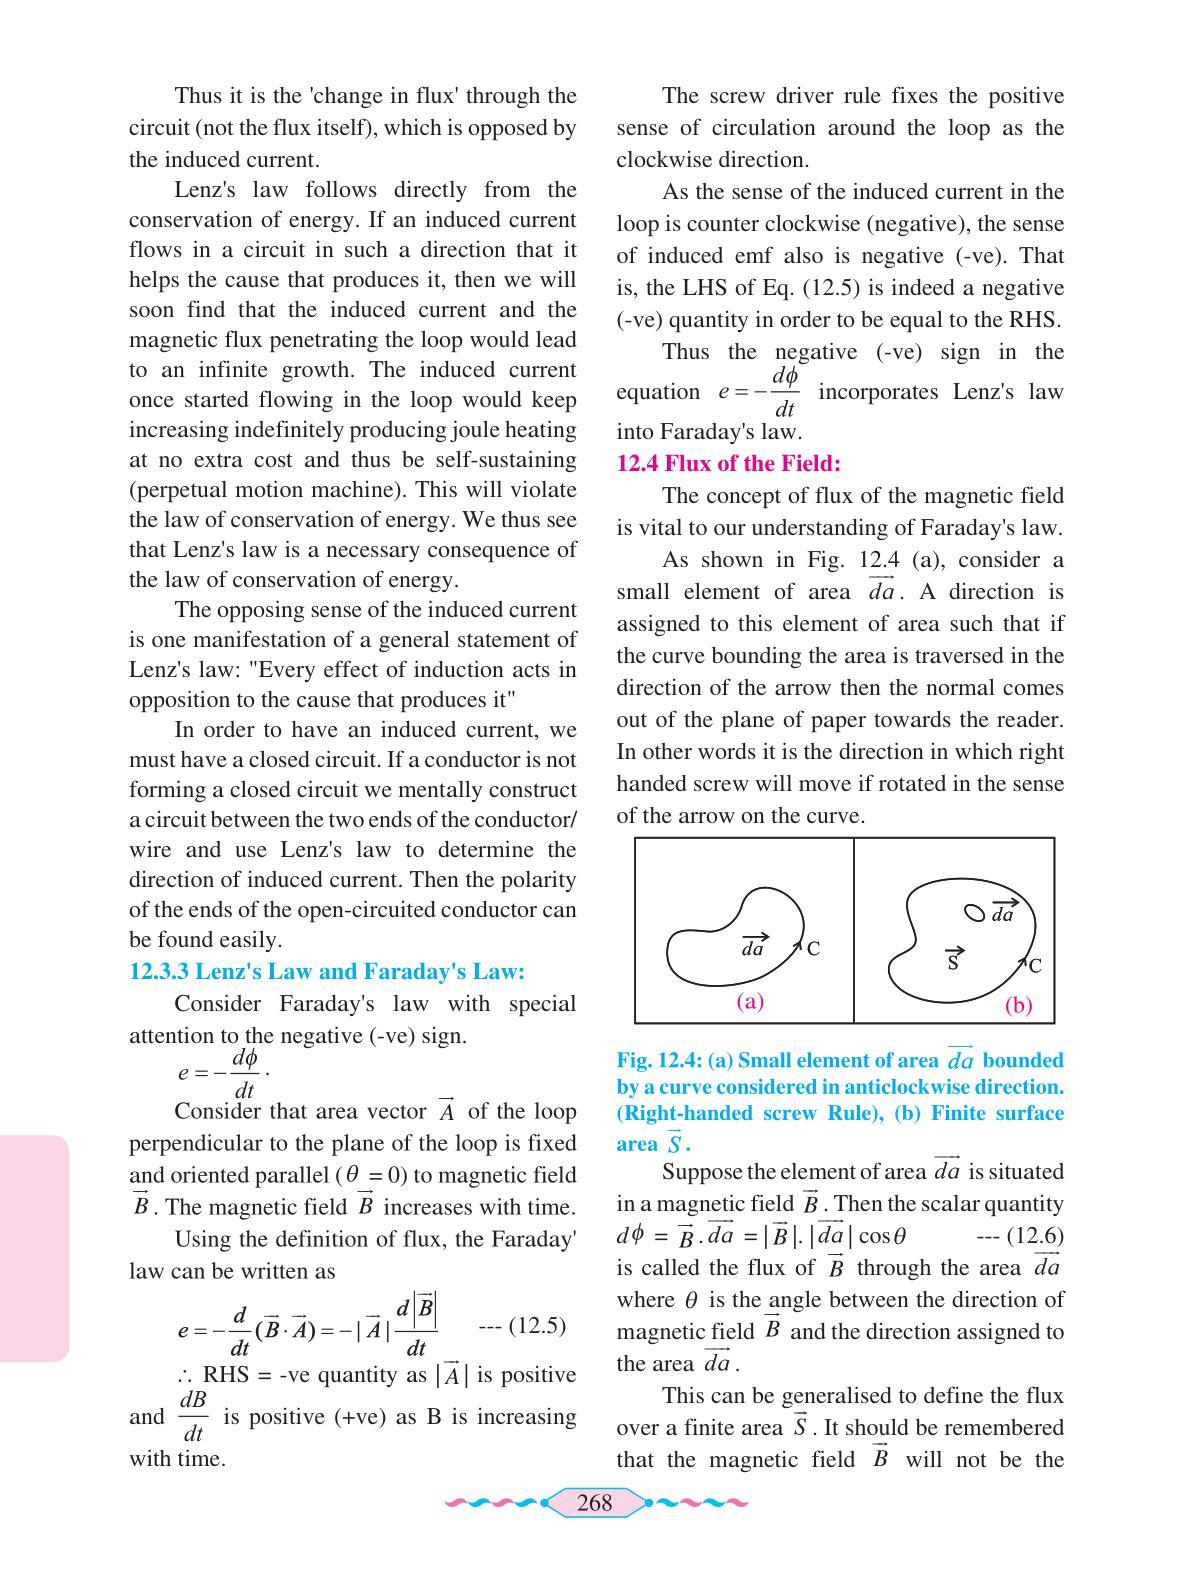 Thus it is the 'change in flux' through the
circuit (not the flux itself), which is opposed by
the induced current.
Lenz's law follows directly from the
conservation of energy. If an induced current
flows in a circuit in such a direction that it
helps the cause that produces it, then we will
soon find that the induced current and the
magnetic flux penetrating the loop would lead
to an infinite growth. The induced current
once started flowing in the loop would keep
increasing indefinitely producing joule heating
at no extra cost and thus be self-sustaining
(perpetual motion machine). This will violate
the law of conservation of energy. We thus see
that Lenz's law is a necessary consequence of
the law of conservation of energy.
The opposing sense of the induced current
is one manifestation of a general statement of
Lenz's law: "Every effect of induction acts in
opposition to the cause that produces it"
In order to have an induced current, we
must have a closed circuit. If a conductor is not
forming a closed circuit we mentally construct
a circuit between the two ends of the conductor/
wire and use Lenz's law to determine the
direction of induced current. Then the polarity
of the ends of the open-circuited conductor can
be found easily.
12.3.3 Lenz's Law and Faraday's Law:
Consider Faraday's law with special
attention to the negative (-ve) sign.
$e = -\frac{d\phi}{dt}$.
Consider that area vector $\vec{A}$ of the loop
perpendicular to the plane of the loop is fixed
and oriented parallel ($\theta$ = 0) to magnetic field
$\vec{B}$. The magnetic field $\vec{B}$ increases with time.
Using the definition of flux, the Faraday'
law can be written as
$e = -\frac{d}{dt}(\vec{B} \cdot \vec{A}) = -|\vec{A}|\frac{d|\vec{B}|}{dt}$ --- (12.5)
∴ RHS = -ve quantity as $|\vec{A}|$ is positive
and $\frac{dB}{dt}$ is positive (+ve) as B is increasing
with time.
The screw driver rule fixes the positive
sense of circulation around the loop as the
clockwise direction.
As the sense of the induced current in the
loop is counter clockwise (negative), the sense
of induced emf also is negative (-ve). That
is, the LHS of Eq. (12.5) is indeed a negative
(-ve) quantity in order to be equal to the RHS.
Thus the negative (-ve) sign in the
equation $e = -\frac{d\phi}{dt}$ incorporates Lenz's law
into Faraday's law.
12.4 Flux of the Field:
The concept of flux of the magnetic field
is vital to our understanding of Faraday's law.
As shown in Fig. 12.4 (a), consider a
small element of area $\vec{da}$. A direction is
assigned to this element of area such that if
the curve bounding the area is traversed in the
direction of the arrow then the normal comes
out of the plane of paper towards the reader.
In other words it is the direction in which right
handed screw will move if rotated in the sense
of the arrow on the curve.
$\vec{da}$ C
(a)
$\vec{da}$
$\vec{S}$ C
(b)
Fig. 12.4: (a) Small element of area $\vec{da}$ bounded
by a curve considered in anticlockwise direction.
(Right-handed screw Rule), (b) Finite surface
area $\vec{S}$.
Suppose the element of area $\vec{da}$ is situated
in a magnetic field $\vec{B}$. Then the scalar quantity
$d\phi = \vec{B}.\vec{da} = |\vec{B}|.|\vec{da}|\cos\theta$ --- (12.6)
is called the flux of $\vec{B}$ through the area $\vec{da}$
where $\theta$ is the angle between the direction of
magnetic field $\vec{B}$ and the direction assigned to
the area $\vec{da}$.
This can be generalised to define the flux
over a finite area $\vec{S}$. It should be remembered
that the magnetic field $\vec{B}$ will not be the
268